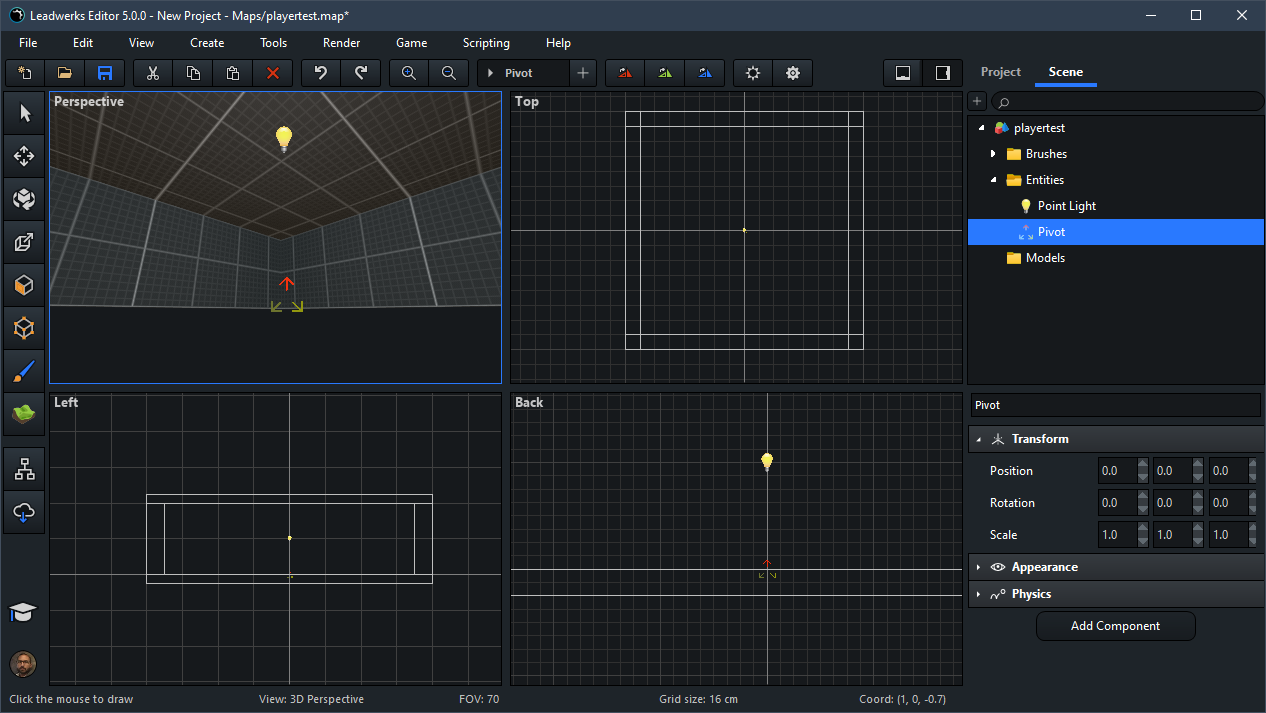 Leadwerks Editor 5.0.0 - New Project - Maps/playertest.map*
File Edit View Create Tools Render Game Scripting Help
Pivot
Project Scene
Perspective
Top
playertest
Brushes
Entities
Point Light
Pivot
Models
Left
Back
Pivot
Transform
Position 0.0 0.0 0.0
Rotation 0.0 0.0 0.0
Scale 1.0 1.0 1.0
Appearance
Physics
Add Component
Click the mouse to draw View: 3D Perspective FOV: 70 Grid size: 16 cm Coord: (1, 0, -0.7)